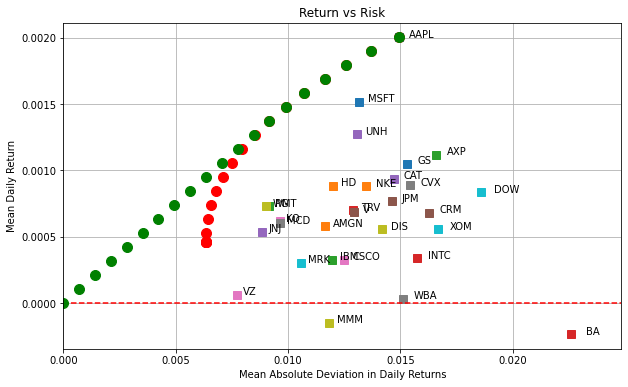 Return vs Risk
0.0020
0.0015
0.0010
0.0005
0.0000
Mean Daily Return
AAPL
MSFT
UNH
AXP
GS
CAT
CVX
HD
NKE
DOW
JPM
TRV
V
CRM
WMT
KO
MCD
AMGN
DIS
XOM
JNJ
MRK
IBM
CSCO
INTC
VZ
WBA
MMM
BA
0.000
0.005
0.010
0.015
0.020
Mean Absolute Deviation in Daily Returns